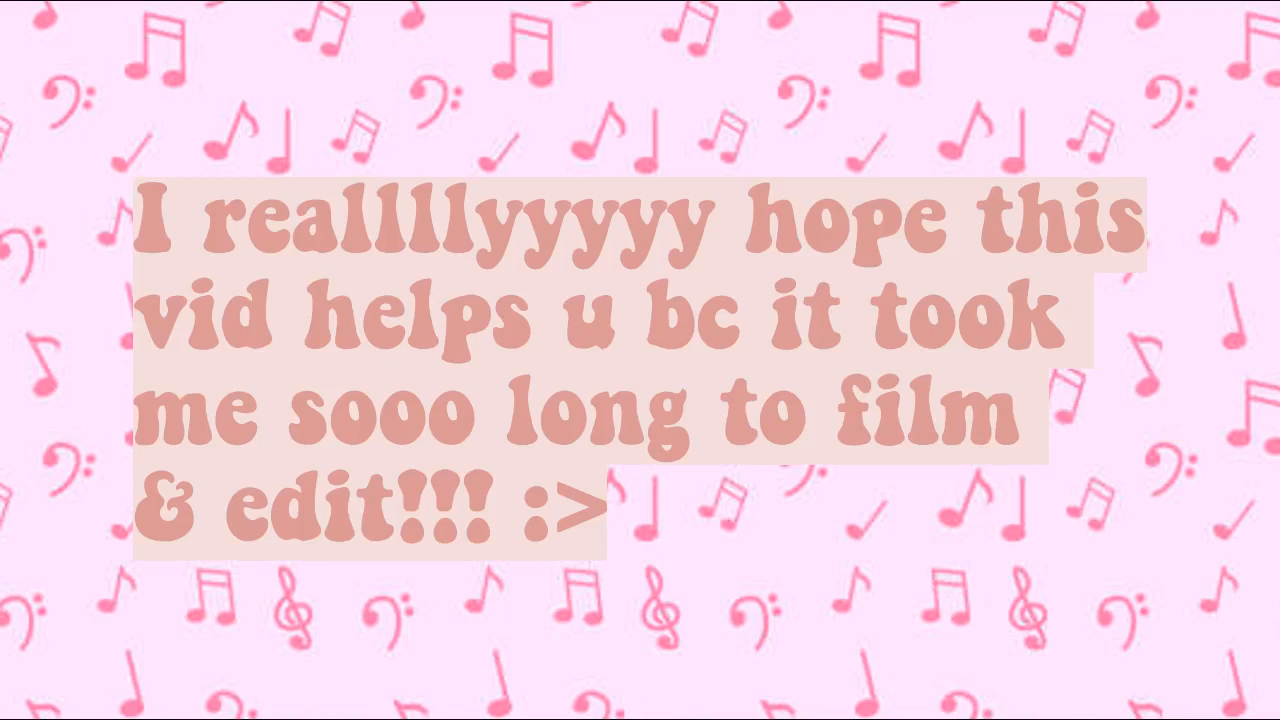 I reallllyyyyy hope this
vid helps u bc it took
me sooo long to film
& edit!!! :>